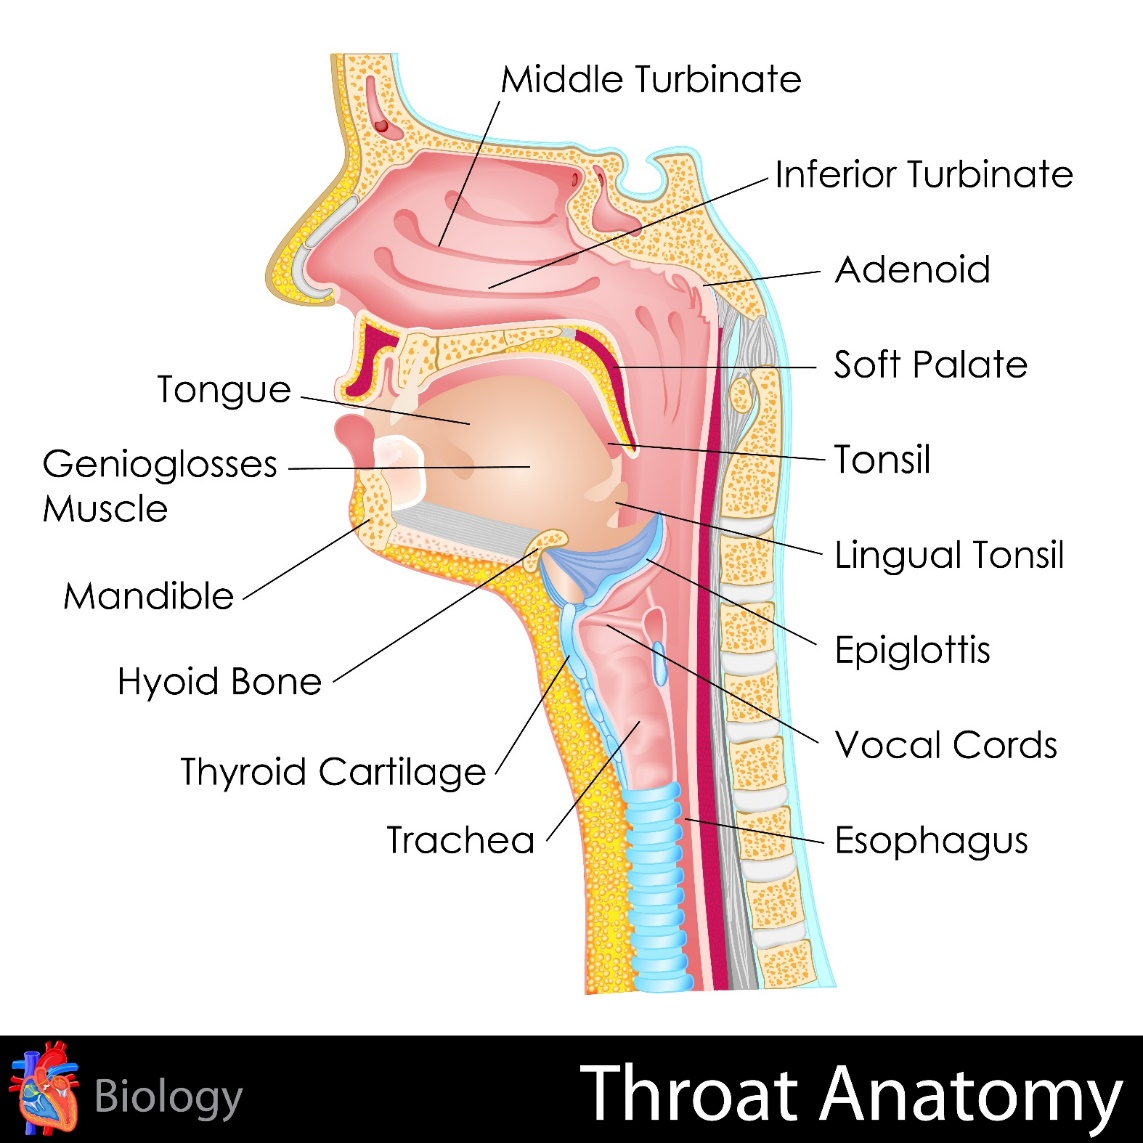 Middle Turbinate
Inferior Turbinate
Adenoid
Soft Palate
Tongue
Tonsil
Genioglosses
Muscle
Lingual Tonsil
Mandible
Epiglottis
Hyoid Bone
Vocal Cords
Thyroid Cartilage
Trachea
Esophagus
Biology
Throat Anatomy